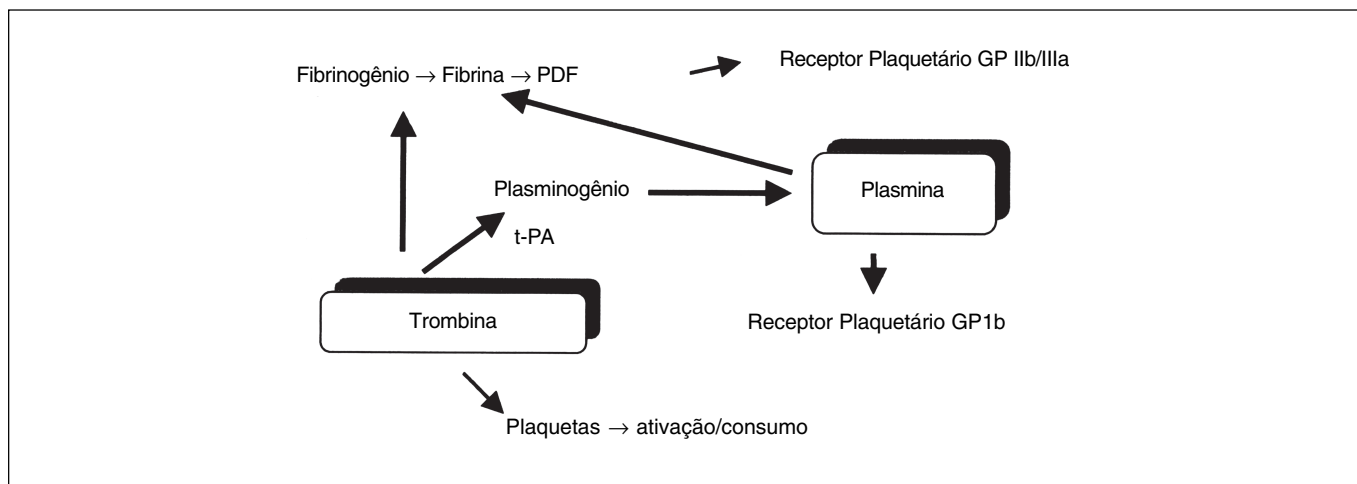 Receptor Plaquetário GP IIb/IIIa
Fibrinogênio → Fibrina → PDF
Plasminogênio
Plasmina
t-PA
Trombina
Receptor Plaquetário GP1b
Plaquetas → ativação/consumo